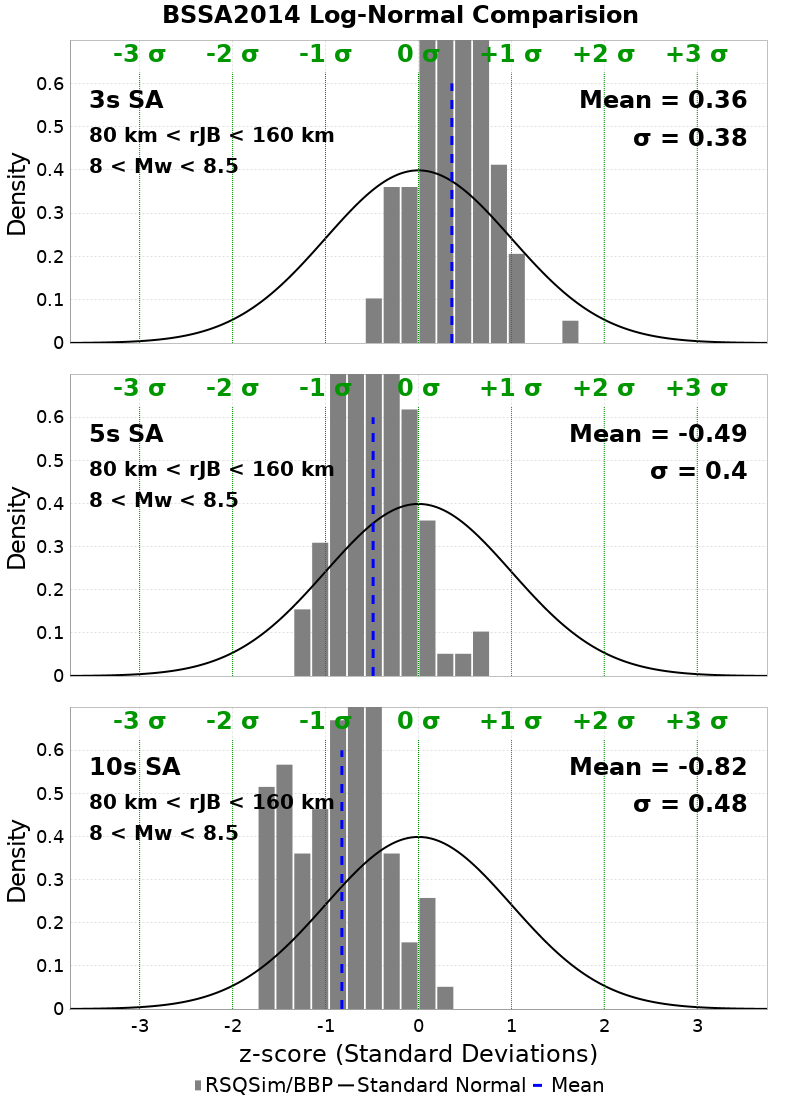 BSSA2014 Log-Normal Comparision
-3 σ -2 σ -1 σ 0 σ +1 σ +2 σ +3 σ
3s SA
80 km < rJB < 160 km
8 < Mw < 8.5
Mean = 0.36
σ = 0.38
Density
0.6
0.5
0.4
0.3
0.2
0.1
0
-3 σ -2 σ -1 σ 0 σ +1 σ +2 σ +3 σ
5s SA
80 km < rJB < 160 km
8 < Mw < 8.5
Mean = -0.49
σ = 0.4
Density
0.6
0.5
0.4
0.3
0.2
0.1
0
-3 σ -2 σ -1 σ 0 σ +1 σ +2 σ +3 σ
10s SA
80 km < rJB < 160 km
8 < Mw < 8.5
Mean = -0.82
σ = 0.48
Density
0.6
0.5
0.4
0.3
0.2
0.1
0
-3 -2 -1 0 1 2 3
z-score (Standard Deviations)
RSQSim/BBP Standard Normal Mean